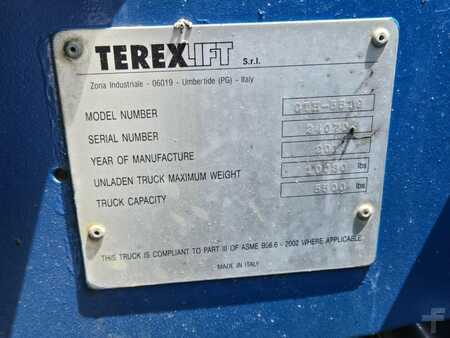 TEREXLIFT S.r.l.
Zona Industriale - 06019 - Umbertide (PG) - Italy
MODEL NUMBER
SERIAL NUMBER
YEAR OF MANUFACTURE
UNLADEN TRUCK MAXIMUM WEIGHT lbs
TRUCK CAPACITY 5500 lbs
THIS TRUCK IS COMPLIANT TO PART III OF ASME B56.6 - 2002 WHERE APPLICABLE
MADE IN ITALY